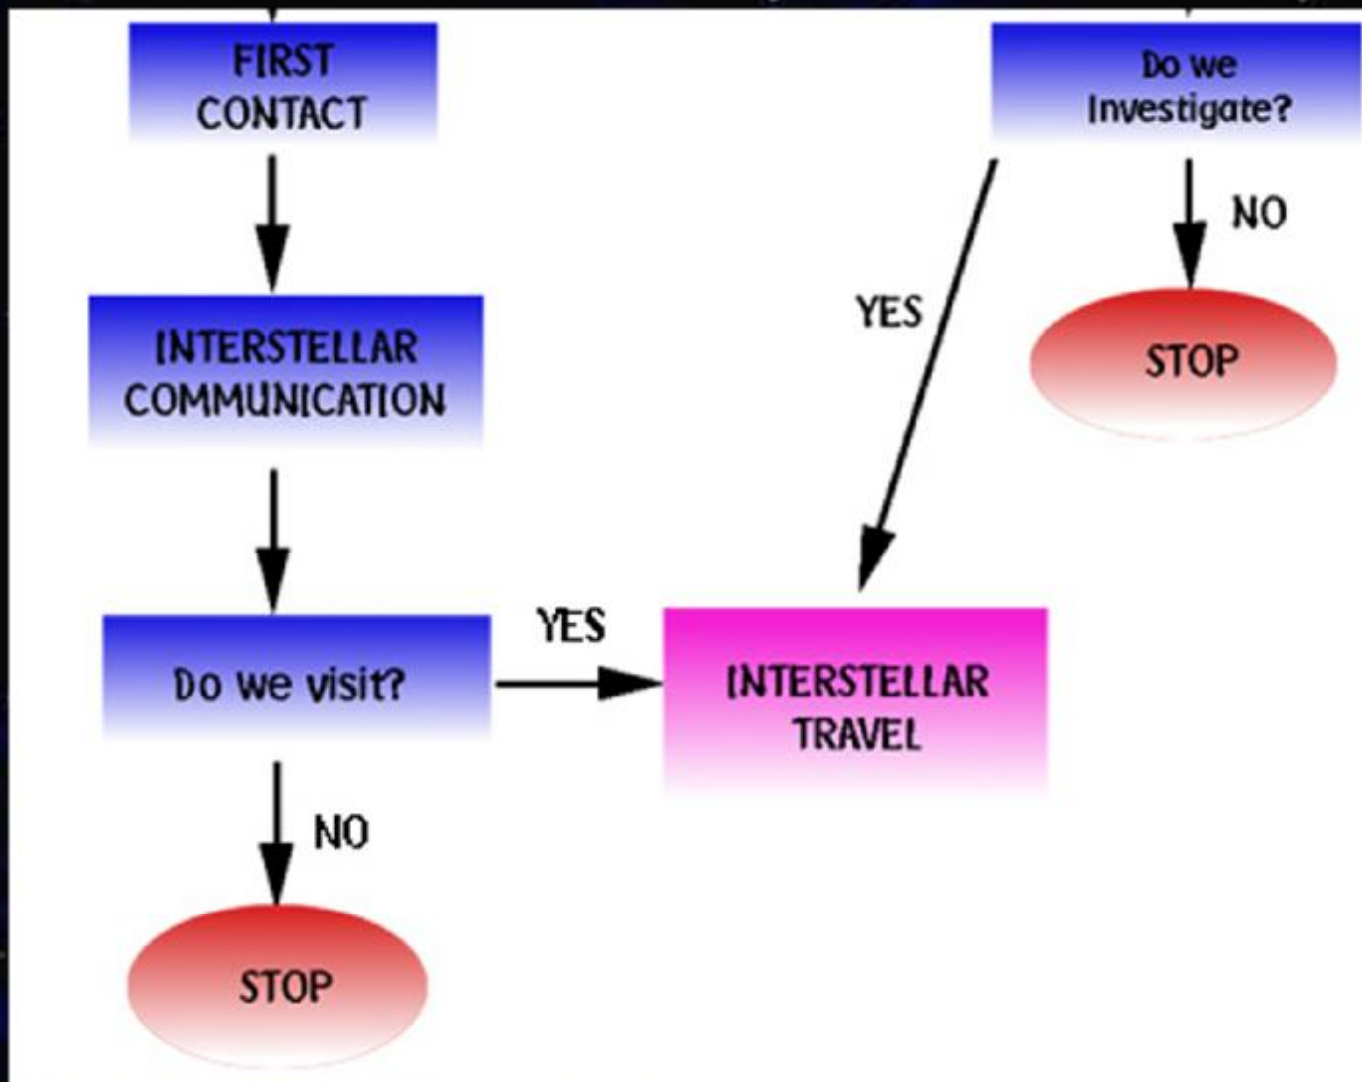 FIRST
CONTACT
Do we
Investigate?
NO
YES
STOP
INTERSTELLAR
COMMUNICATION
YES
Do we visit?
INTERSTELLAR
TRAVEL
NO
STOP